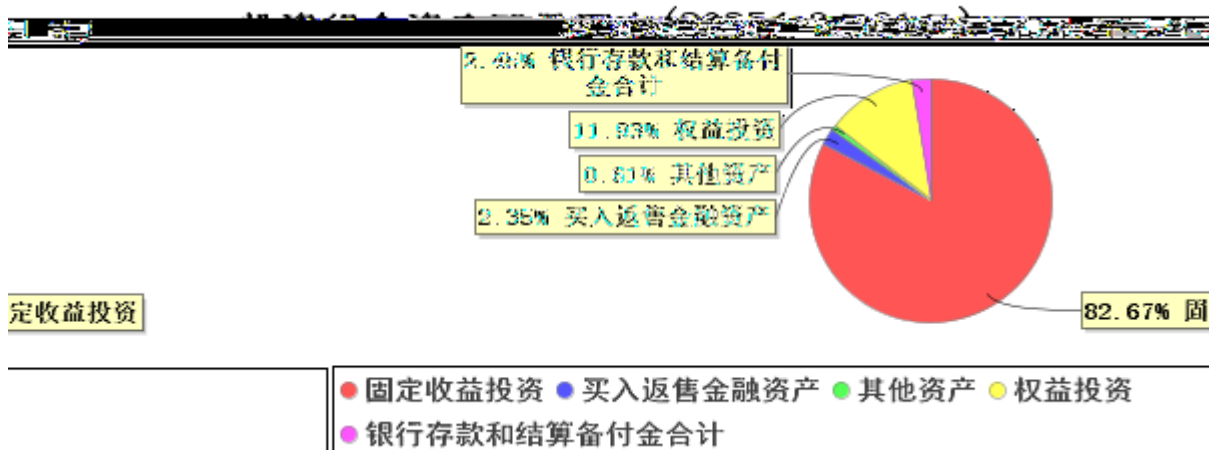 银行存款和结算备付
金合计
11.93% 权益投资
其他资产
2.35% 买入返售金融资产
定收益投资
82.67% 固
固定收益投资 买入返售金融资产 其他资产 权益投资
银行存款和结算备付金合计